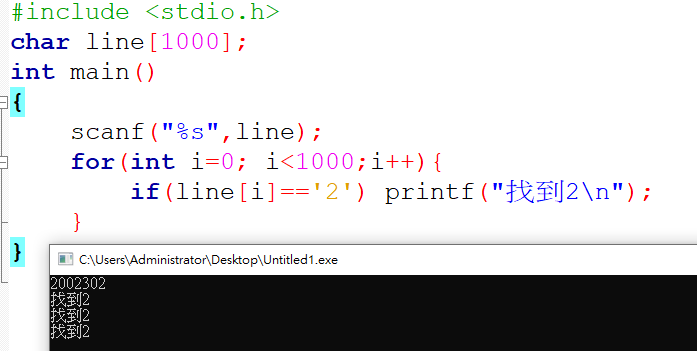 #include <stdio.h>
char line[1000];
int main()
{
scanf("%s",line);
for(int i=0; i<1000;i++){
if(line[i]=='2') printf("找到2\n");
}
}
C:\Users\Administrator\Desktop\Untitled1.exe
2002302
找到2
找到2
找到2